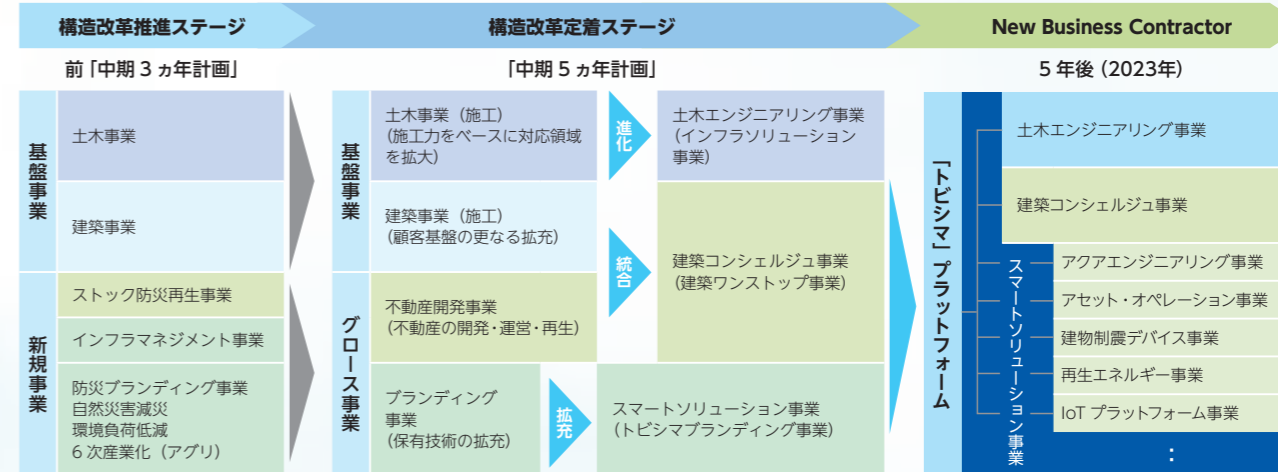 構造改革推進ステージ
構造改革定着ステージ
New Business Contractor
前「中期 3 ヵ年計画」
「中期 5 ヵ年計画」
5 年後（2023年）
基盤事業
土木事業
建築事業
新規事業
ストック防災再生事業
インフラマネジメント事業
防災ブランディング事業
自然災害減災
環境負荷低減
6 次産業化（アグリ）
基盤事業
土木事業（施工）
(施工力をベースに対応領域
を拡大)
進化
土木エンジニアリング事業
(インフラソリューション
事業)
建築事業（施工）
(顧客基盤の更なる拡充)
統合
建築コンシェルジュ事業
(建築ワンストップ事業)
グロース事業
不動産開発事業
(不動産の開発・運営・再生)
ブランディング
事業
(保有技術の拡充)
拡充
スマートソリューション事業
(トビシマブランディング事業)
「トビシマ」プラットフォーム
土木エンジニアリング事業
建築コンシェルジュ事業
スマートソリューション事業
アクアエンジニアリング事業
アセット・オペレーション事業
建物制震デバイス事業
再生エネルギー事業
IoT プラットフォーム事業
：